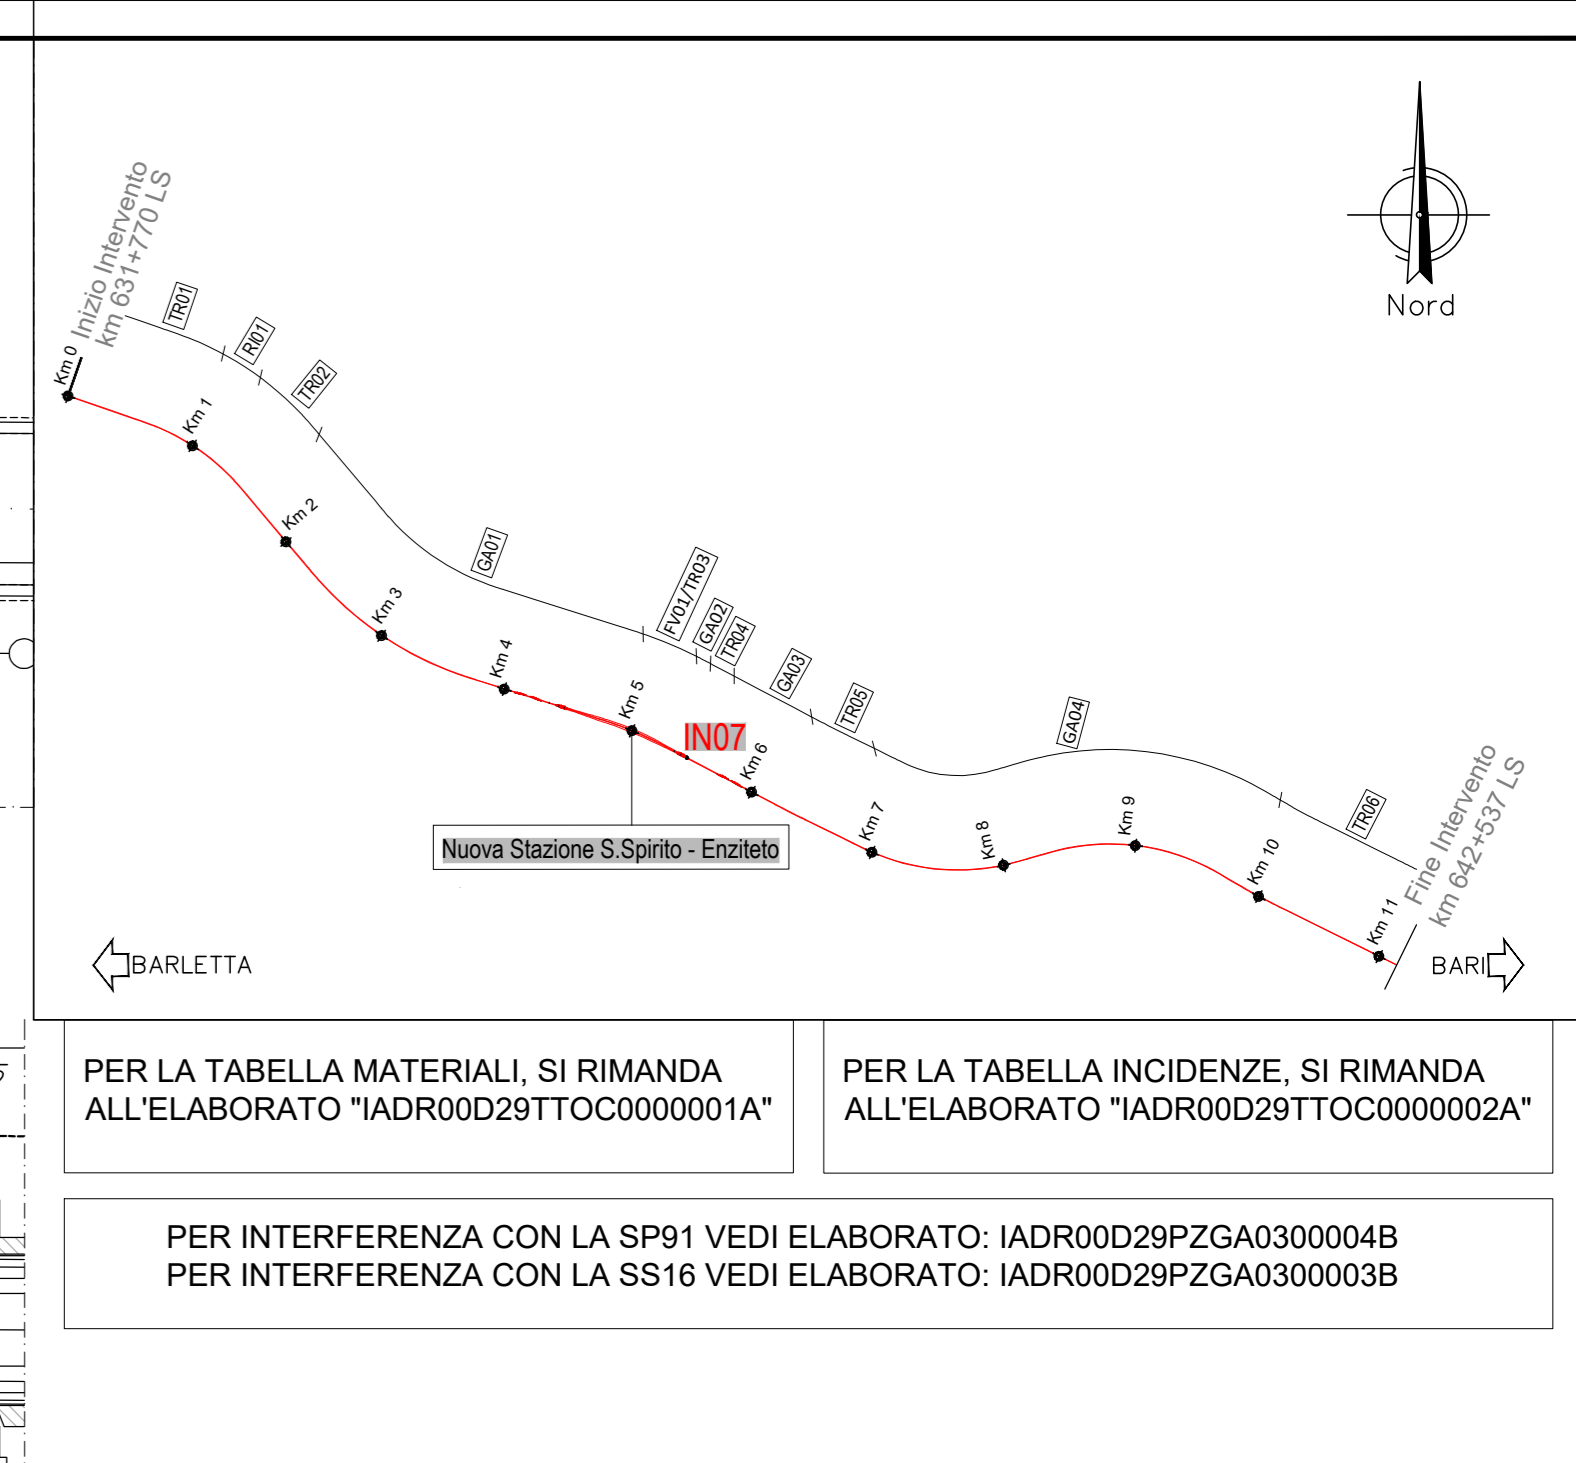 Nord
Inizio Intervento
km 631+770 LS
TR01
RI01
TR02
GA01
FV01/TR03
GA02
TR04
GA03
TR05
GA04
TR06
Km 0
Km 1
Km 2
Km 3
Km 4
Km 5
IN07
Km 6
Km 7
Km 8
Km 9
Km 10
Km 11
Nuova Stazione S.Spirito - Enziteto
Fine Intervento
km 642+537 LS
BARLETTA
BARI
PER LA TABELLA MATERIALI, SI RIMANDA
ALL'ELABORATO "IADR00D29TTOC0000001A"
PER LA TABELLA INCIDENZE, SI RIMANDA
ALL'ELABORATO "IADR00D29TTOC0000002A"
PER INTERFERENZA CON LA SP91 VEDI ELABORATO: IADR00D29PZGA0300004B
PER INTERFERENZA CON LA SS16 VEDI ELABORATO: IADR00D29PZGA0300003B